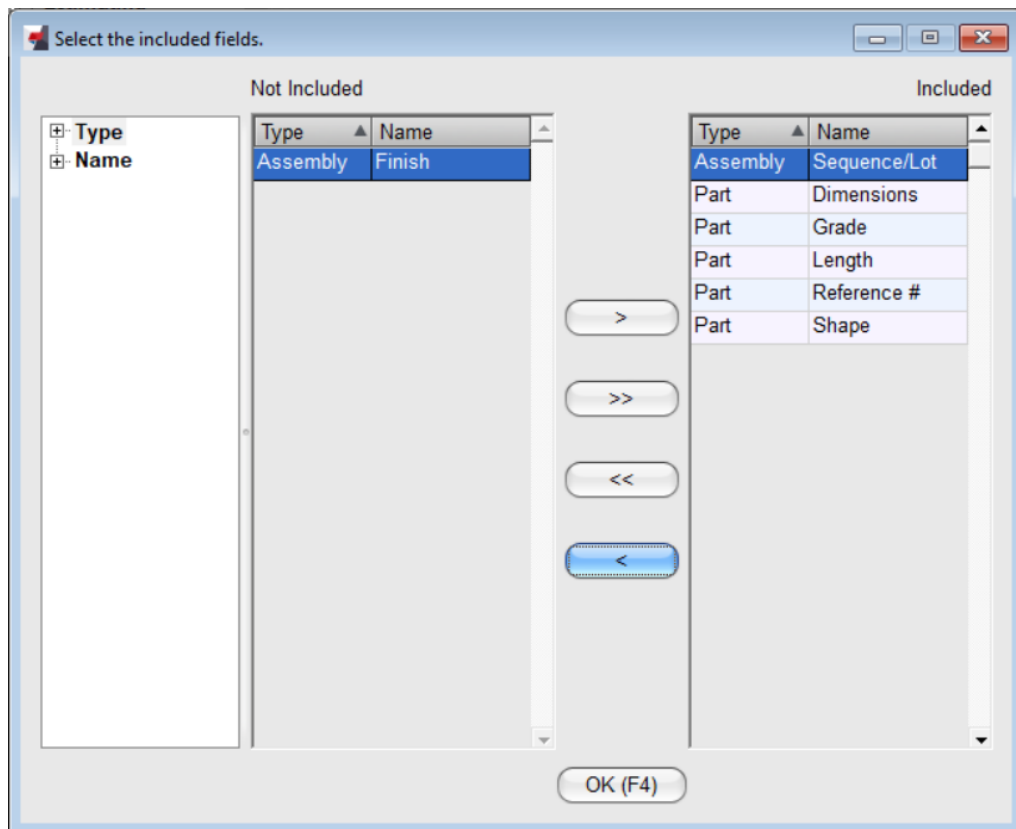 Select the included fields.
Not Included
Included
Type
Name
Type Name
Assembly Finish
>
>>
<<
<
Type Name
Assembly Sequence/Lot
Part Dimensions
Part Grade
Part Length
Part Reference #
Part Shape
OK (F4)